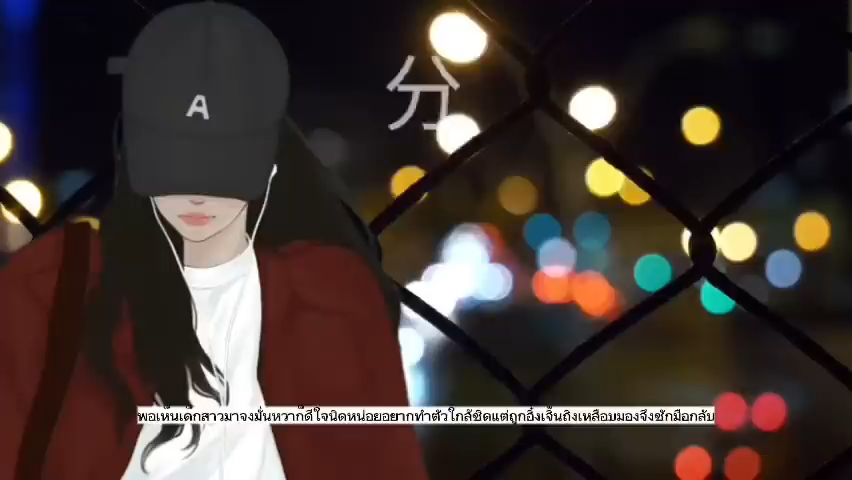 A
分
พอเห็นเด็กสาวมาจงมั่นหวาก็ดีใจนิดหน่อยอยากทำตัวใกล้ชิดแต่ถูกอิ้งเจิ้นถิงเหลือบมองจึงชักมือกลับ